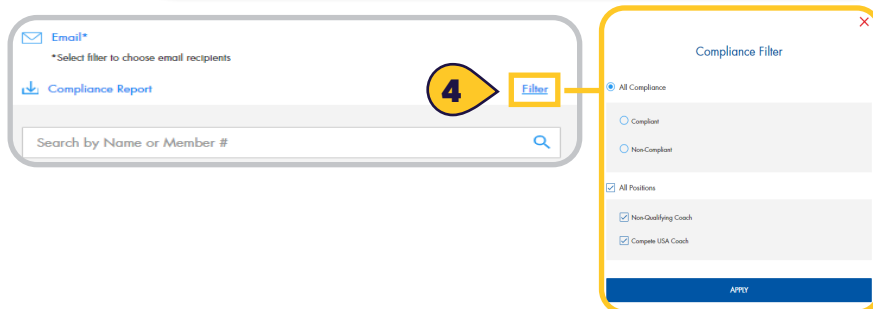 Email*
*Select filter to choose email recipients
Compliance Report
4
Filter
Search by Name or Member #
Compliance Filter
All Compliance
Compliant
Non-Compliant
All Positions
Non-Qualifying Coach
Compete USA Coach
APPLY